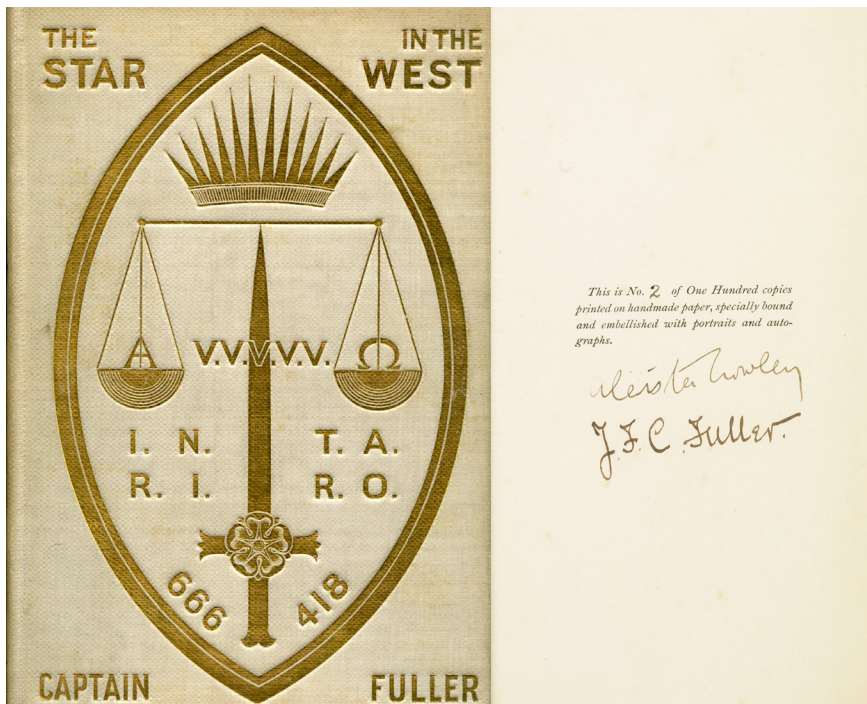 THE IN THE
STAR WEST
A V.V.V.V.V. Ω
I. N. T. A.
R. I. R. O.
666 418
CAPTAIN FULLER
This is No. 2 of One Hundred copies
printed on handmade paper, specially bound
and embellished with portraits and auto-
graphs.
Aleister Crowley
J. F. C. Fuller.